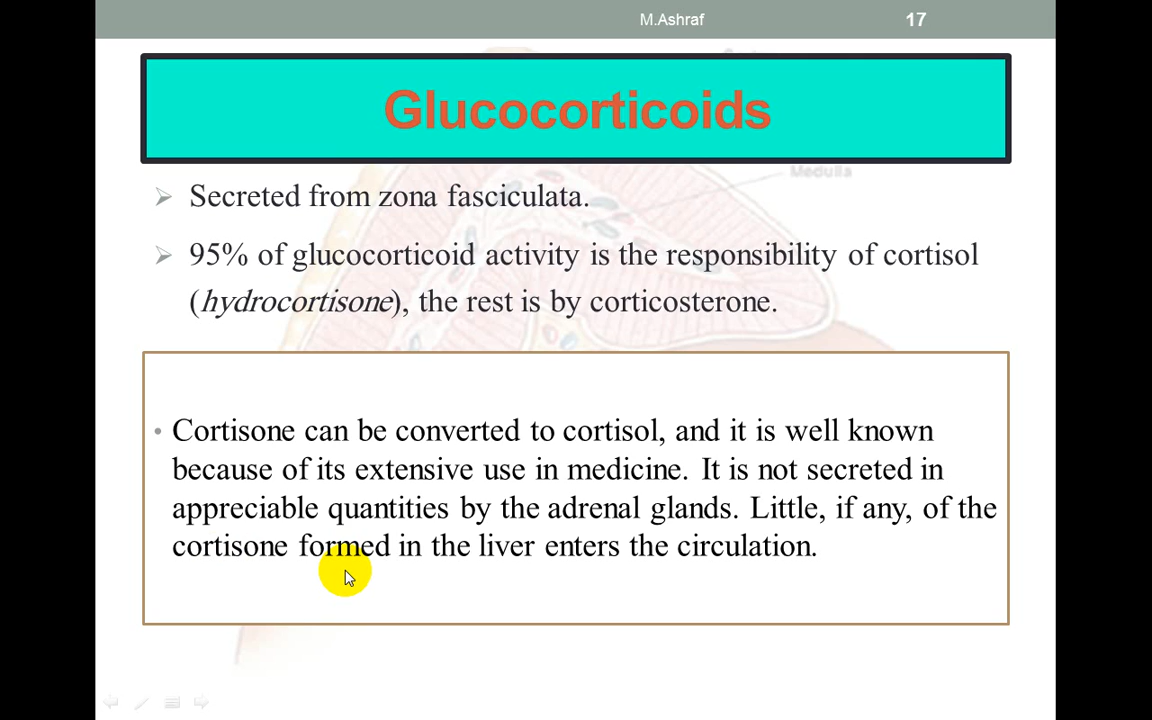 M.Ashraf 17
Glucocorticoids
Medulla
➢ Secreted from zona fasciculata.
➢ 95% of glucocorticoid activity is the responsibility of cortisol
(hydrocortisone), the rest is by corticosterone.
• Cortisone can be converted to cortisol, and it is well known
because of its extensive use in medicine. It is not secreted in
appreciable quantities by the adrenal glands. Little, if any, of the
cortisone formed in the liver enters the circulation.